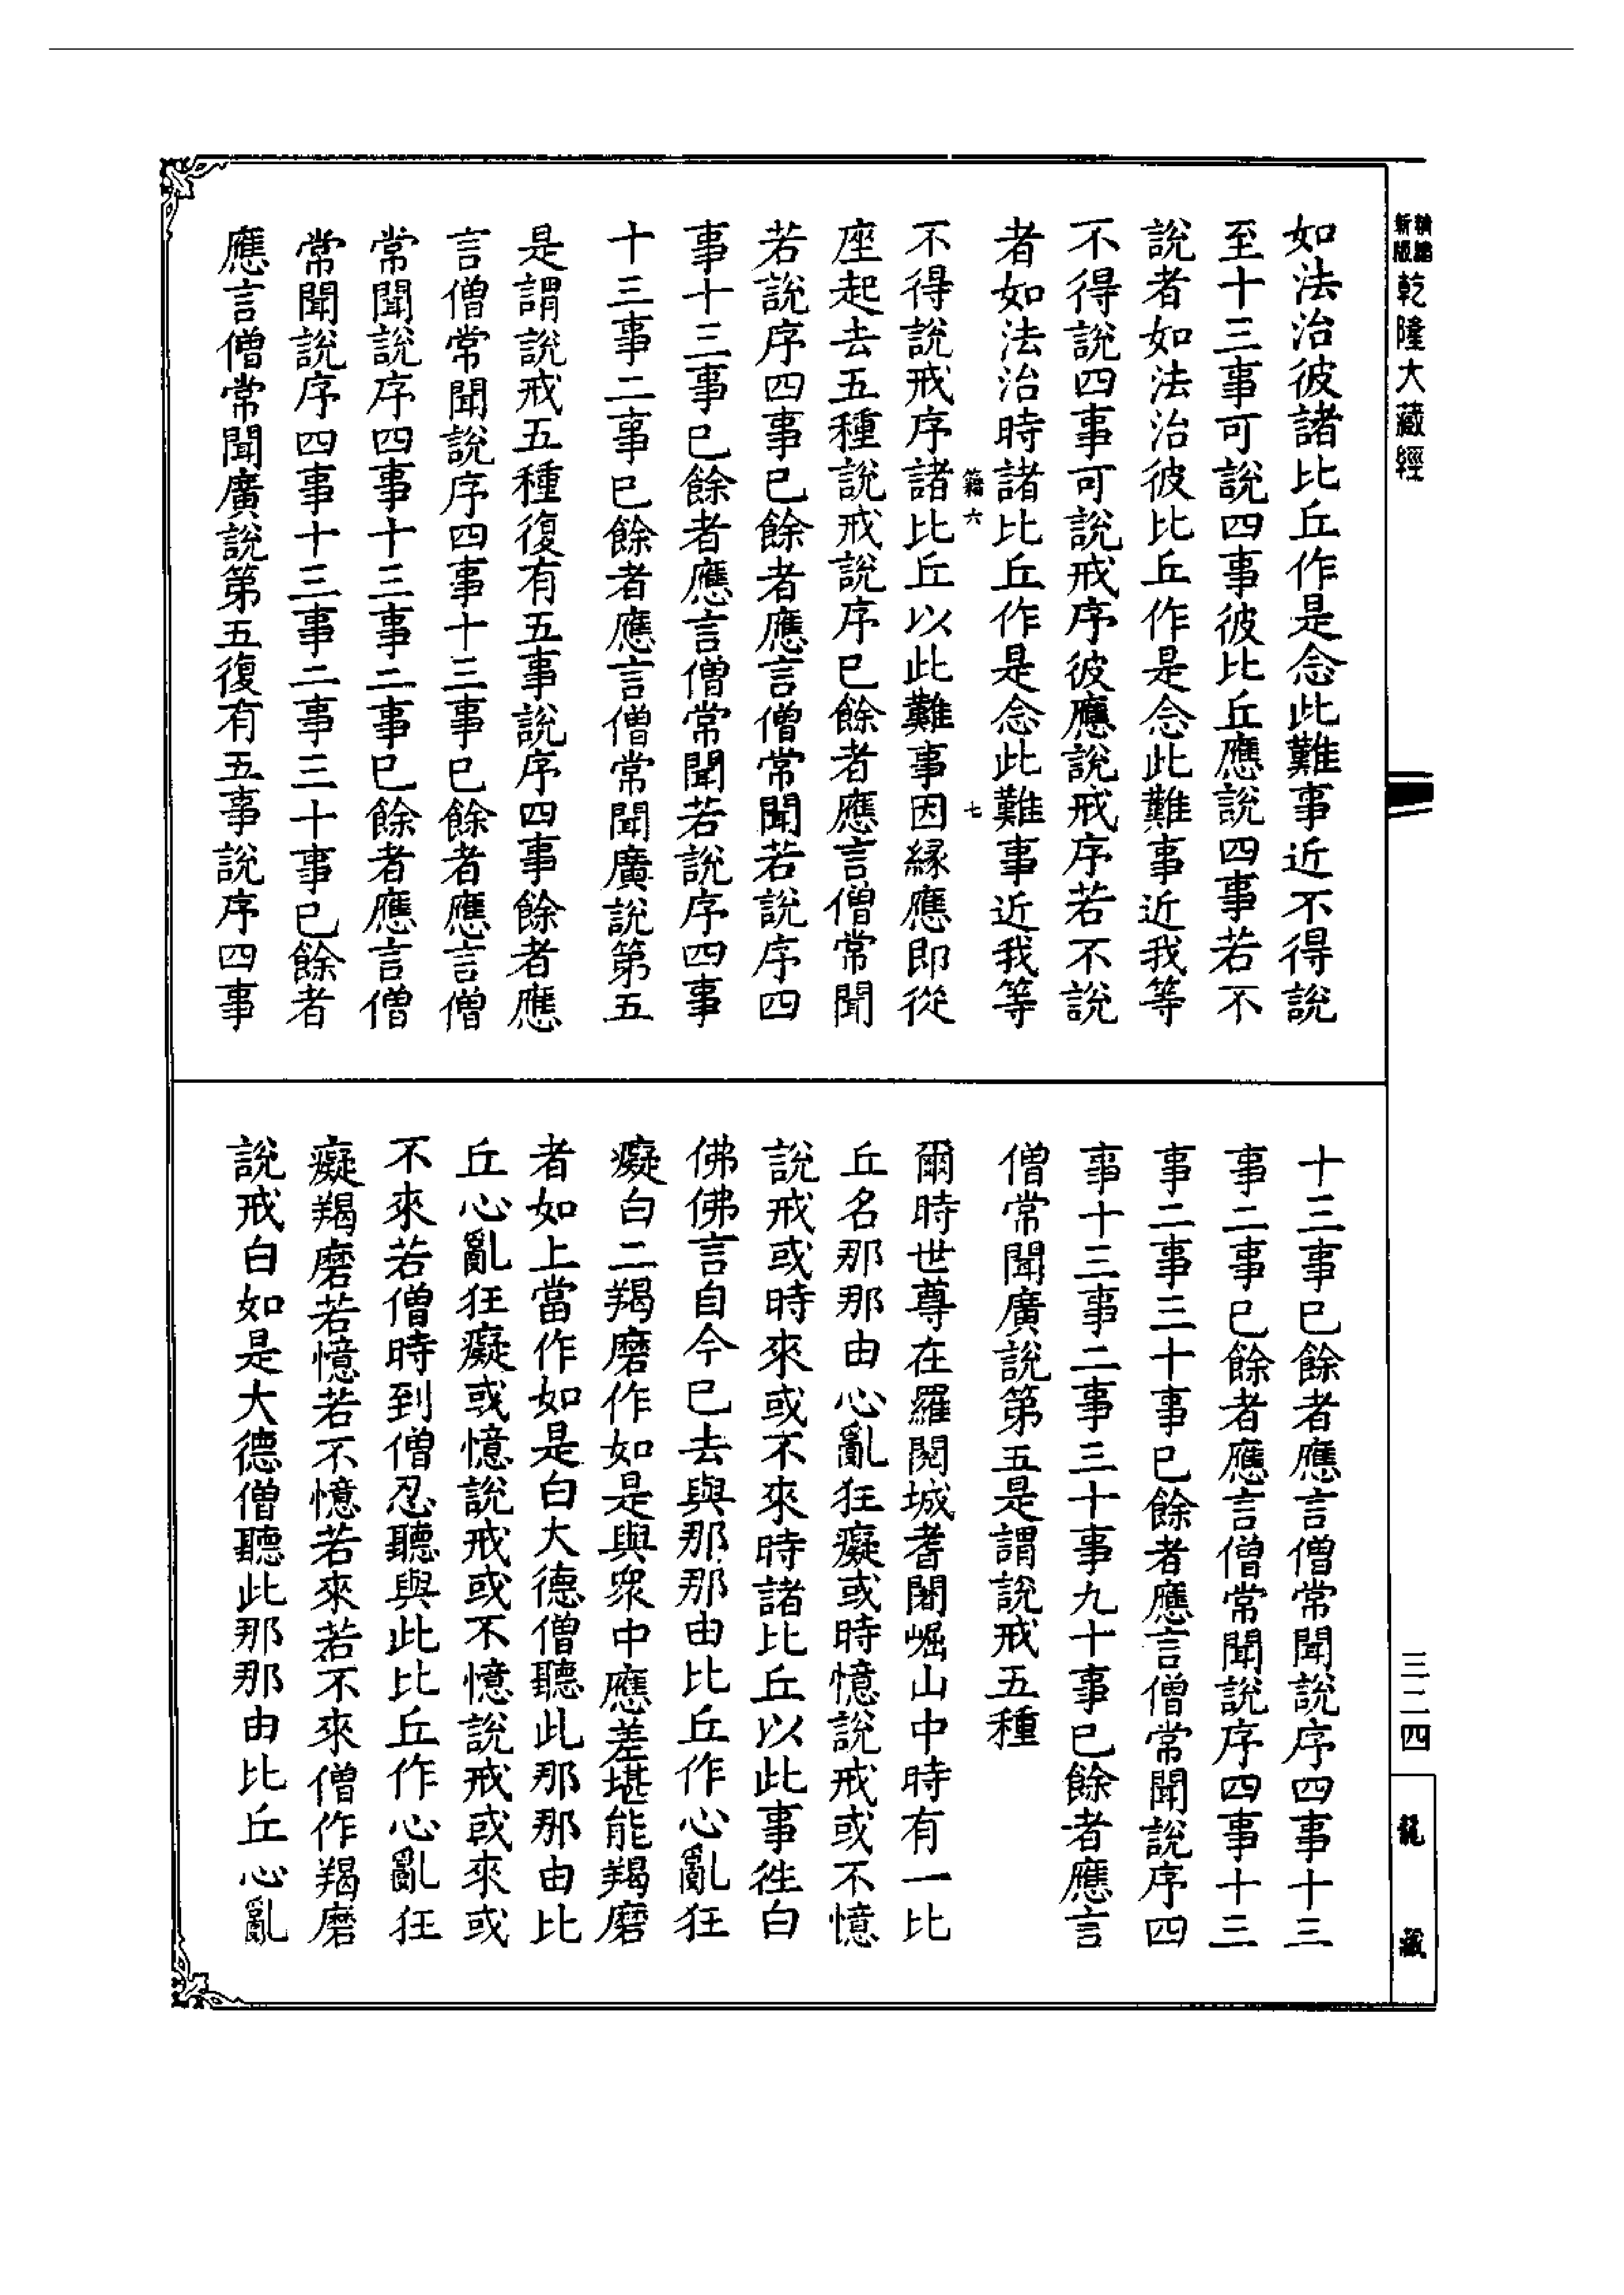 新版
精縮
乾隆大藏經
如法治彼諸比丘作是念此難事近不得說
至十三事可說四事彼比丘應說四事若不
說者如法治彼比丘作是念此難事近我等
不得說四事可說戒序彼應說戒序若不說
者如法治時諸比丘作是念此難事近我等
籍六 七
不得說戒序諸比丘以此難事因緣應即從
座起去五種說戒說序已餘者應言僧常聞
若說序四事已餘者應言僧常聞若說序四
事十三事已餘者應言僧常聞若說序四事
十三事二事已餘者應言僧常聞廣說第五
是謂說戒五種復有五事說序四事餘者應
言僧常聞說序四事十三事已餘者應言僧
常聞說序四事十三事二事已餘者應言僧
常聞說序四事十三事二事三十事已餘者
應言僧常聞廣說第五復有五事說序四事
十三事已餘者應言僧常聞說序四事十三
事二事已餘者應言僧常聞說序四事十三
事二事三十事已餘者應言僧常聞說序四
事十三事二事三十事九十事已餘者應言
僧常聞廣說第五是謂說戒五種
爾時世尊在羅閱城耆闍崛山中時有一比
丘名那那由心亂狂癡或時憶說戒或不憶
說戒或時來或不來時諸比丘以此事徃白
佛佛言自今已去與那那由比丘作心亂狂
癡白二羯磨作如是與衆中應差堪能羯磨
者如上當作如是白大德僧聽此那那由比
丘心亂狂癡或憶說戒或不憶說戒或來或
不來若僧時到僧忍聽與此比丘作心亂狂
癡羯磨若憶若不憶若來若不來僧作羯磨
說戒白如是大德僧聽此那那由比丘心亂
三二四
龍藏